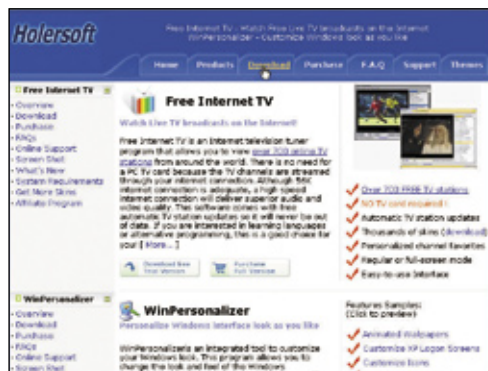 Holersoft
Free Internet TV - Watch Free Live TV broadcasts on the Internet
WinPersonalizer - Customize Windows look as you like
Home
Products
Download
Purchase
F.A.Q
Support
Themes
Free Internet TV
Overview
Download
Purchase
FAQs
Online Support
Screen Shot
What's New
System Requirements
Get More Skins
Affiliate Program
Free Internet TV
Watch Live TV broadcasts on the Internet!
Free Internet TV is an Internet television tuner
program that allows you to view over 700 online TV
stations from around the world. There is no need for
a PC TV card because the TV channels are streamed
through your internet connection. Although 56K
internet connection is adequate, a high speed
internet connection will deliver superior audio and
video quality. This software comes with free
automatic TV station updates so it will never be out
of date. If you are interested in learning languages
or alternative programming, this is a good choice for
you! [ More... ]
Download Free
Trial Version
Purchase
Full Version
Over 700 FREE TV stations
NO TV card required !
Automatic TV station updates
Thousands of skins (download)
Personalized channel favorites
Regular or full-screen mode
Easy-to-use Interface
WinPersonalizer
Overview
Download
Purchase
FAQs
Online Support
Screen Shot
WinPersonalizer
Personalize Windows interface look as you like
WinPersonalizer is an integrated tool to customize
your Windows look. This program allows you to
change the look and feel of the Windows
Features Samples:
(Click to preview)
Animated Wallpapers
Customize XP Logon Screens
Customize Icons